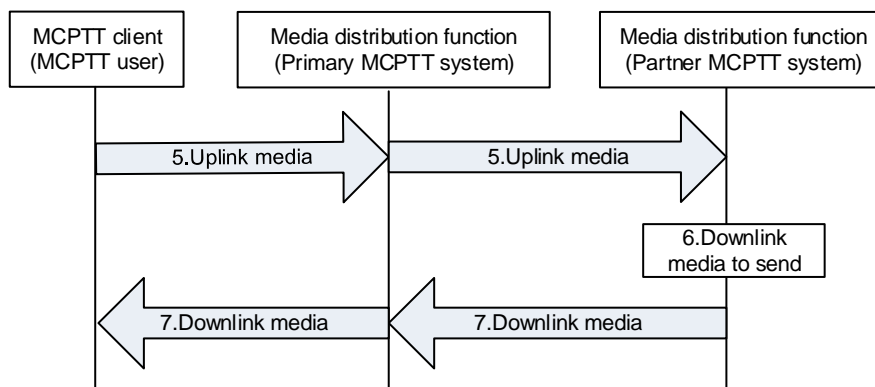 MCPTT client
(MCPTT user)
Media distribution function
(Primary MCPTT system)
Media distribution function
(Partner MCPTT system)
5.Uplink media
5.Uplink media
6.Downlink
media to send
7.Downlink media
7.Downlink media